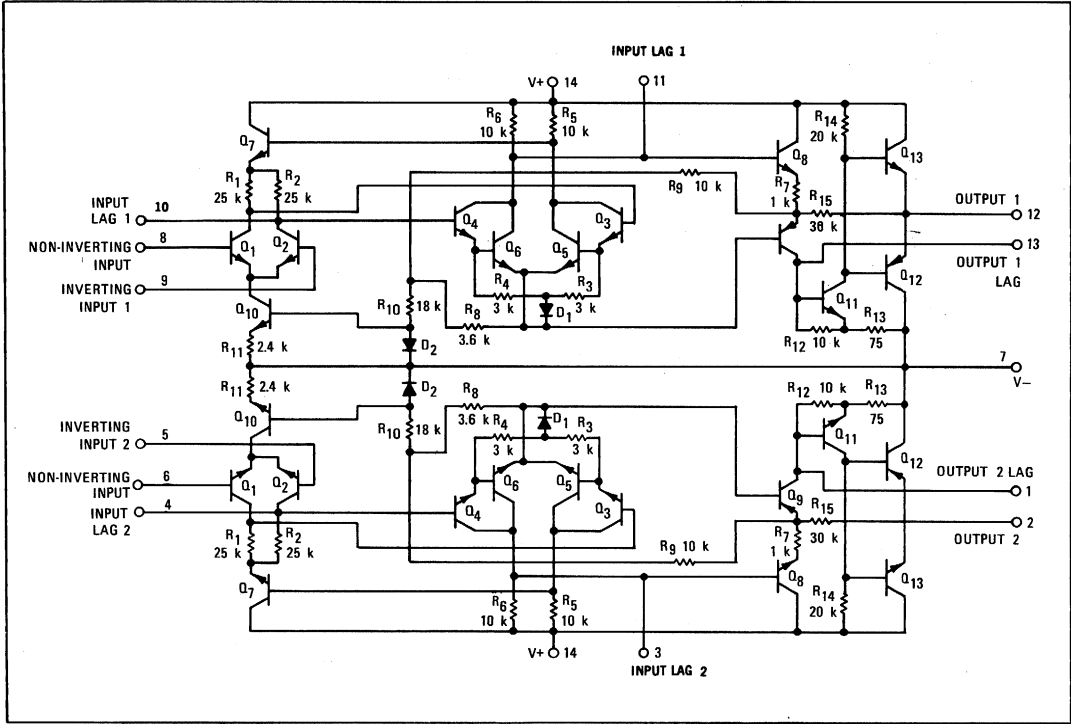 INPUT LAG 1
V+ 14
11
R6
10 k
R5
10 k
R14
20 k
Q7
Q8
Q13
R1
25 k
R2
25 k
R9 10 k
R7
1 k
R15
36 k
INPUT
LAG 1
10
Q4
Q3
OUTPUT 1
12
NON-INVERTING
INPUT
8
Q1
Q2
Q6
Q5
13
OUTPUT 1
LAG
INVERTING
INPUT 1
9
R4
3 k
R3
3 k
Q12
Q10
R10
18 k
R8
3.6 k
D1
Q11
R13
75
R11
2.4 k
D2
R12
10 k
7
V−
R11
2.4 k
D2
R8
3.6 k
R12
10 k
R13
75
Q10
R10
18 k
R4
3 k
D1
R3
3 k
Q11
INVERTING
INPUT 2
5
Q12
NON-INVERTING
INPUT
6
Q1
Q2
Q6
Q5
OUTPUT 2 LAG
1
INPUT
LAG 2
4
Q4
Q3
Q9
R15
30 k
2
OUTPUT 2
R1
25 k
R2
25 k
R9 10 k
R7
1 k
Q7
Q8
Q13
R6
10 k
R5
10 k
R14
20 k
V+ 14
3
INPUT LAG 2